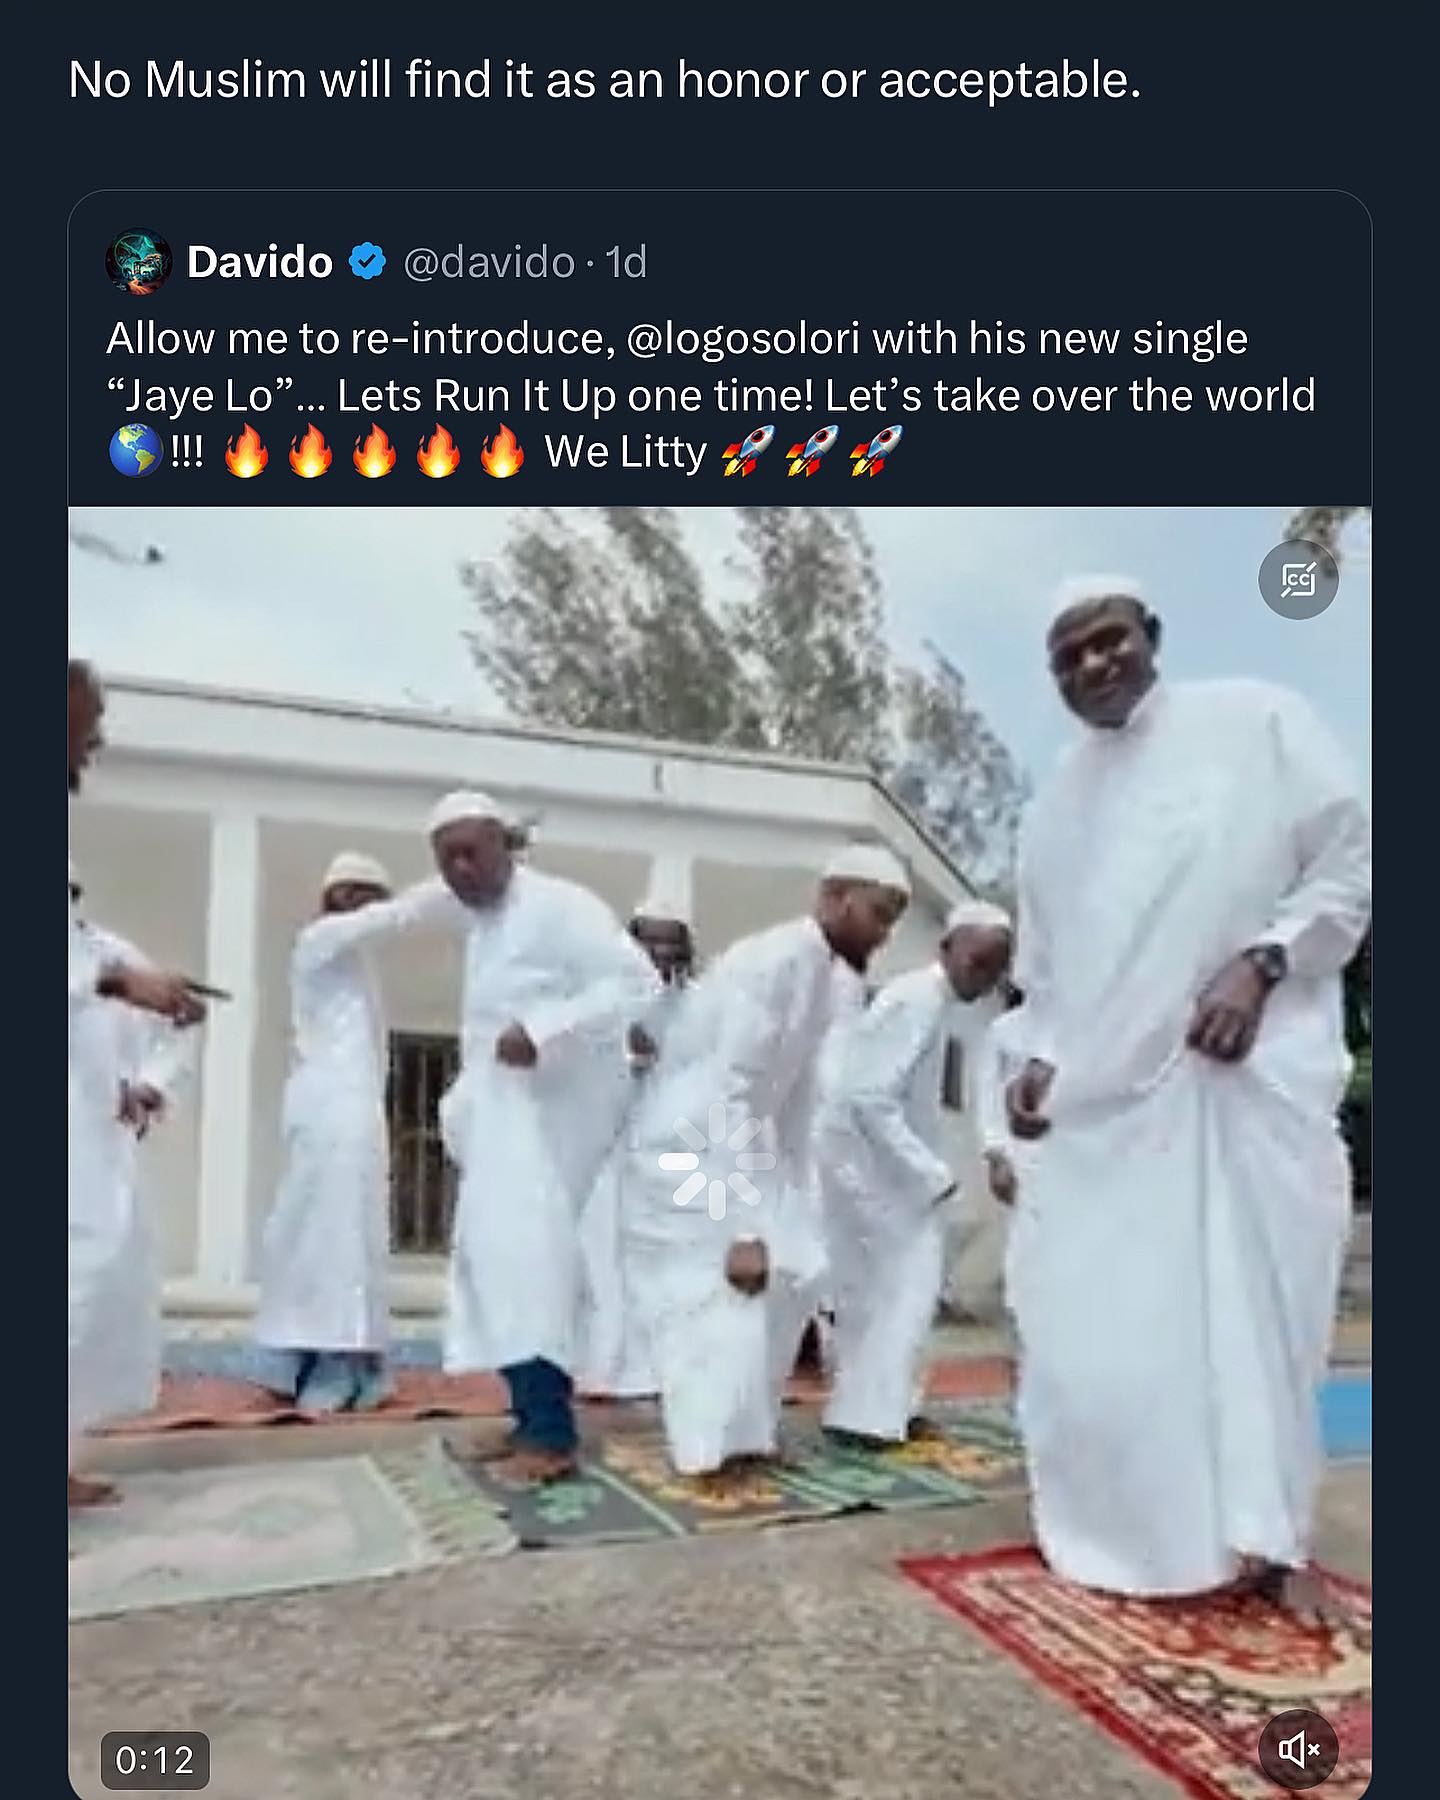 No Muslim will find it as an honor or acceptable.
Davido @davido · 1d
Allow me to re-introduce, @logosolori with his new single
“Jaye Lo”... Lets Run It Up one time! Let’s take over the world
🌎!!! 🔥🔥🔥🔥🔥 We Litty 🚀🚀🚀
CC
0:12